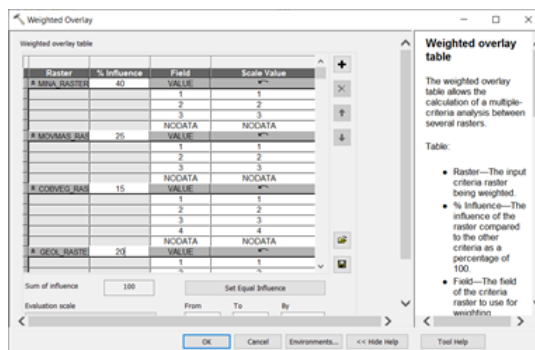 Weighted Overlay
Weighted overlay table
Raster % Influence Field Scale Value
MINA_RASTER 40 VALUE
1 1
2 2
3 3
NODATA NODATA
MOVMAS_RAS 25 VALUE
1 1
2 2
3 3
NODATA NODATA
COBVEG_RAS 15 VALUE
1 1
2 2
3 3
4 4
NODATA NODATA
GEOL_RASTE 20 VALUE
1 1
Sum of influence 100 Set Equal Influence
Evaluation scale From To By
OK Cancel Environments... << Hide Help Tool Help
Weighted overlay
table
The weighted overlay
table allows the
calculation of a multiple-
criteria analysis between
several rasters.
Table:
• Raster—The input
criteria raster
being weighted.
• % Influence—The
influence of the
raster compared
to the other
criteria as a
percentage of
100.
• Field—The field
of the criteria
raster to use for
weighting